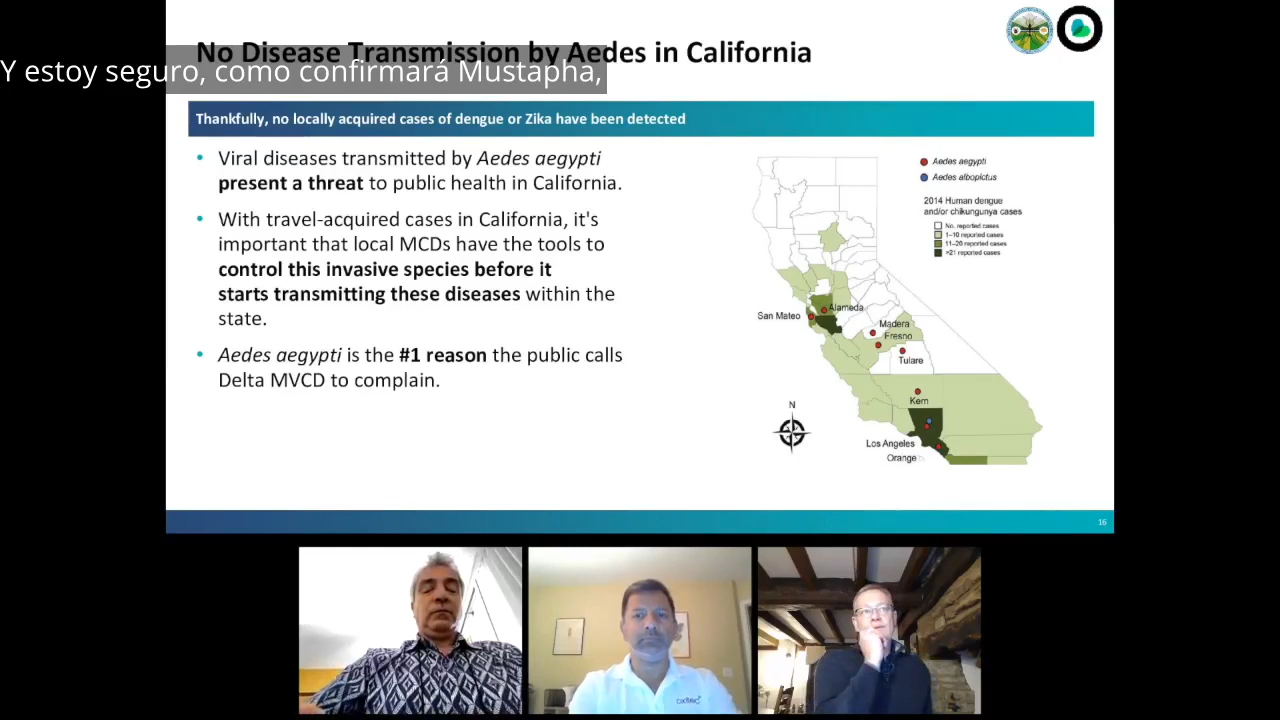 No Disease Transmission by Aedes in California
Y estoy seguro, como confirmará Mustapha,
Thankfully, no locally acquired cases of dengue or Zika have been detected
• Viral diseases transmitted by Aedes aegypti
present a threat to public health in California.
• With travel-acquired cases in California, it's
important that local MCDs have the tools to
control this invasive species before it
starts transmitting these diseases within the
state.
• Aedes aegypti is the #1 reason the public calls
Delta MVCD to complain.
Aedes aegypti
Aedes albopictus
2014 Human dengue
and/or chikungunya cases
No. reported cases
1–10 reported cases
11–20 reported cases
>21 reported cases
San Mateo
Alameda
Madera
Fresno
Tulare
Kern
N
Los Angeles
Orange
16